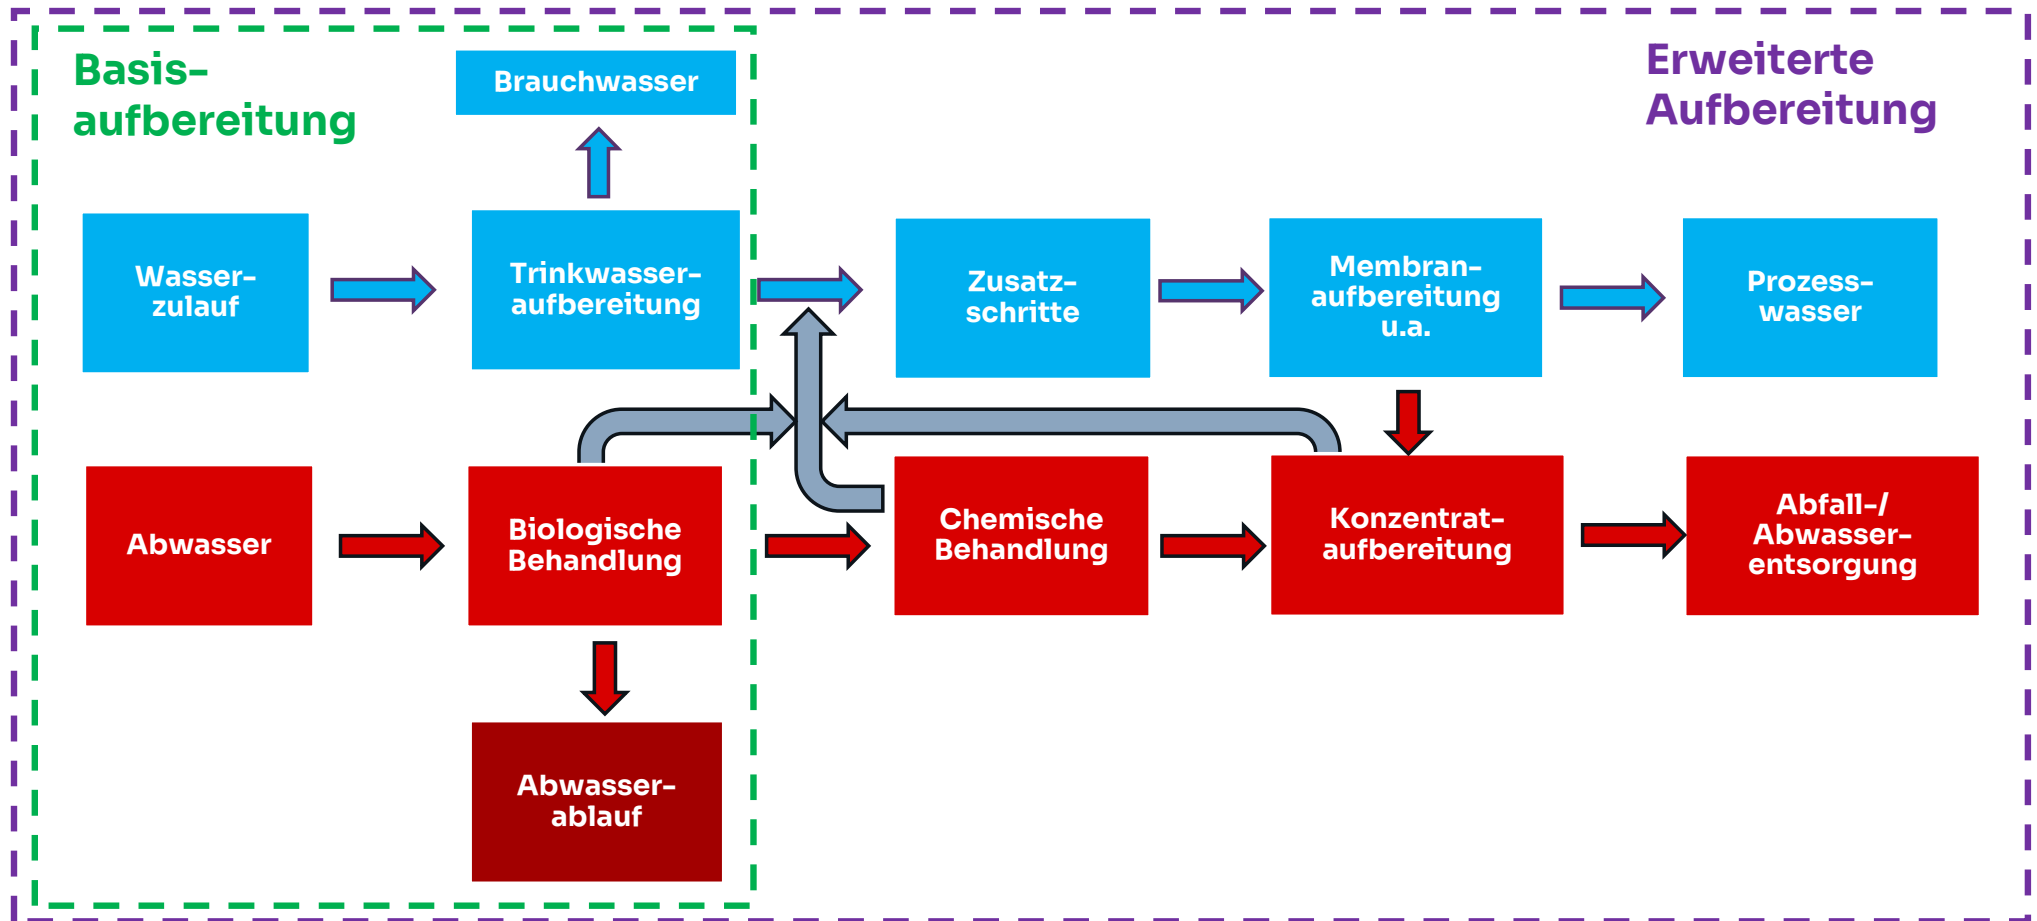 Basis-
aufbereitung
Erweiterte
Aufbereitung
Brauchwasser
Wasser-
zulauf
Trinkwasser-
aufbereitung
Zusatz-
schritte
Membran-
aufbereitung
u.a.
Prozess-
wasser
Abwasser
Biologische
Behandlung
Chemische
Behandlung
Konzentrat-
aufbereitung
Abfall-/
Abwasser-
entsorgung
Abwasser-
ablauf